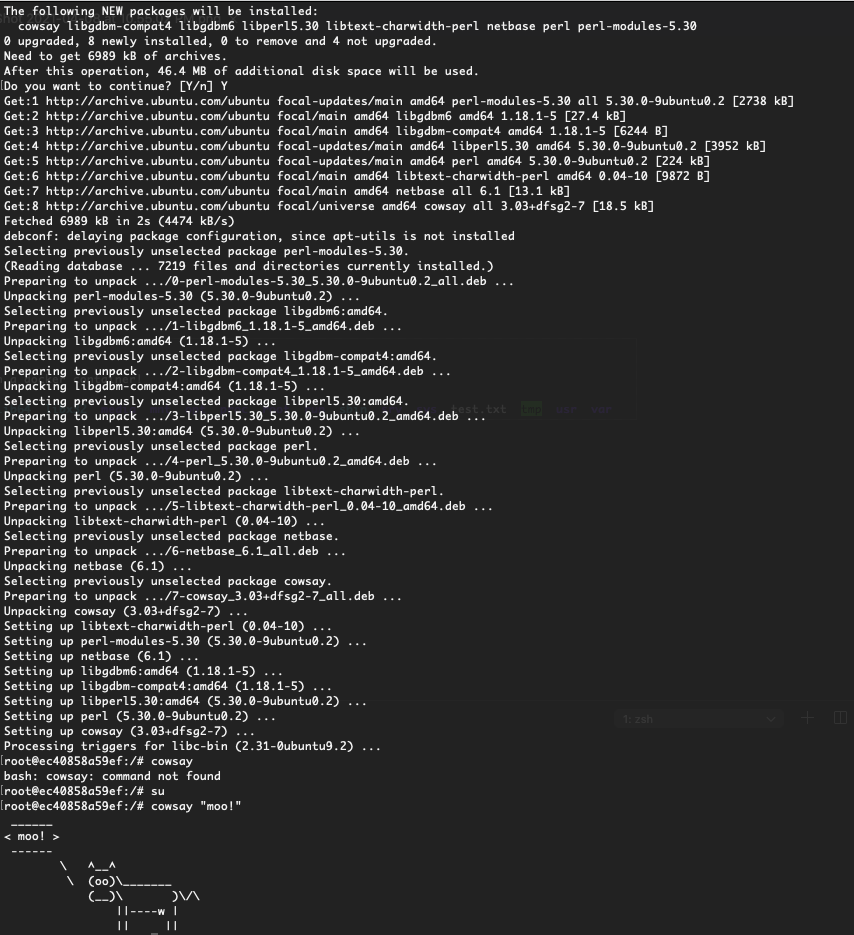 The following NEW packages will be installed:
  cowsay libgdbm-compat4 libgdbm6 libperl5.30 libtext-charwidth-perl netbase perl perl-modules-5.30
0 upgraded, 8 newly installed, 0 to remove and 4 not upgraded.
Need to get 6989 kB of archives.
After this operation, 46.4 MB of additional disk space will be used.
[Do you want to continue? [Y/n] Y
Get:1 http://archive.ubuntu.com/ubuntu focal-updates/main amd64 perl-modules-5.30 all 5.30.0-9ubuntu0.2 [2738 kB]
Get:2 http://archive.ubuntu.com/ubuntu focal/main amd64 libgdbm6 amd64 1.18.1-5 [27.4 kB]
Get:3 http://archive.ubuntu.com/ubuntu focal/main amd64 libgdbm-compat4 amd64 1.18.1-5 [6244 B]
Get:4 http://archive.ubuntu.com/ubuntu focal-updates/main amd64 libperl5.30 amd64 5.30.0-9ubuntu0.2 [3952 kB]
Get:5 http://archive.ubuntu.com/ubuntu focal-updates/main amd64 perl amd64 5.30.0-9ubuntu0.2 [224 kB]
Get:6 http://archive.ubuntu.com/ubuntu focal/main amd64 libtext-charwidth-perl amd64 0.04-10 [9872 B]
Get:7 http://archive.ubuntu.com/ubuntu focal/main amd64 netbase all 6.1 [13.1 kB]
Get:8 http://archive.ubuntu.com/ubuntu focal/universe amd64 cowsay all 3.03+dfsg2-7 [18.5 kB]
Fetched 6989 kB in 2s (4474 kB/s)
debconf: delaying package configuration, since apt-utils is not installed
Selecting previously unselected package perl-modules-5.30.
(Reading database ... 7219 files and directories currently installed.)
Preparing to unpack .../0-perl-modules-5.30_5.30.0-9ubuntu0.2_all.deb ...
Unpacking perl-modules-5.30 (5.30.0-9ubuntu0.2) ...
Selecting previously unselected package libgdbm6:amd64.
Preparing to unpack .../1-libgdbm6_1.18.1-5_amd64.deb ...
Unpacking libgdbm6:amd64 (1.18.1-5) ...
Selecting previously unselected package libgdbm-compat4:amd64.
Preparing to unpack .../2-libgdbm-compat4_1.18.1-5_amd64.deb ...
Unpacking libgdbm-compat4:amd64 (1.18.1-5) ...
Selecting previously unselected package libperl5.30:amd64.
test.txt
Preparing to unpack .../3-libperl5.30_5.30.0-9ubuntu0.2_amd64.deb ...
Unpacking libperl5.30:amd64 (5.30.0-9ubuntu0.2) ...
Selecting previously unselected package perl.
Preparing to unpack .../4-perl_5.30.0-9ubuntu0.2_amd64.deb ...
Unpacking perl (5.30.0-9ubuntu0.2) ...
Selecting previously unselected package libtext-charwidth-perl.
Preparing to unpack .../5-libtext-charwidth-perl_0.04-10_amd64.deb ...
Unpacking libtext-charwidth-perl (0.04-10) ...
Selecting previously unselected package netbase.
Preparing to unpack .../6-netbase_6.1_all.deb ...
Unpacking netbase (6.1) ...
Selecting previously unselected package cowsay.
Preparing to unpack .../7-cowsay_3.03+dfsg2-7_all.deb ...
Unpacking cowsay (3.03+dfsg2-7) ...
Setting up libtext-charwidth-perl (0.04-10) ...
Setting up perl-modules-5.30 (5.30.0-9ubuntu0.2) ...
Setting up netbase (6.1) ...
Setting up libgdbm6:amd64 (1.18.1-5) ...
Setting up libgdbm-compat4:amd64 (1.18.1-5) ...
Setting up libperl5.30:amd64 (5.30.0-9ubuntu0.2) ...
Setting up perl (5.30.0-9ubuntu0.2) ...
1: zsh
Setting up cowsay (3.03+dfsg2-7) ...
Processing triggers for libc-bin (2.31-0ubuntu9.2) ...
[root@ec40858a59ef:/# cowsay
bash: cowsay: command not found
[root@ec40858a59ef:/# su
[root@ec40858a59ef:/# cowsay "moo!"
 ______
< moo! >
 ------
        \   ^__^
         \  (oo)\_______
            (__)\       )\/\
                ||----w |
                ||     ||